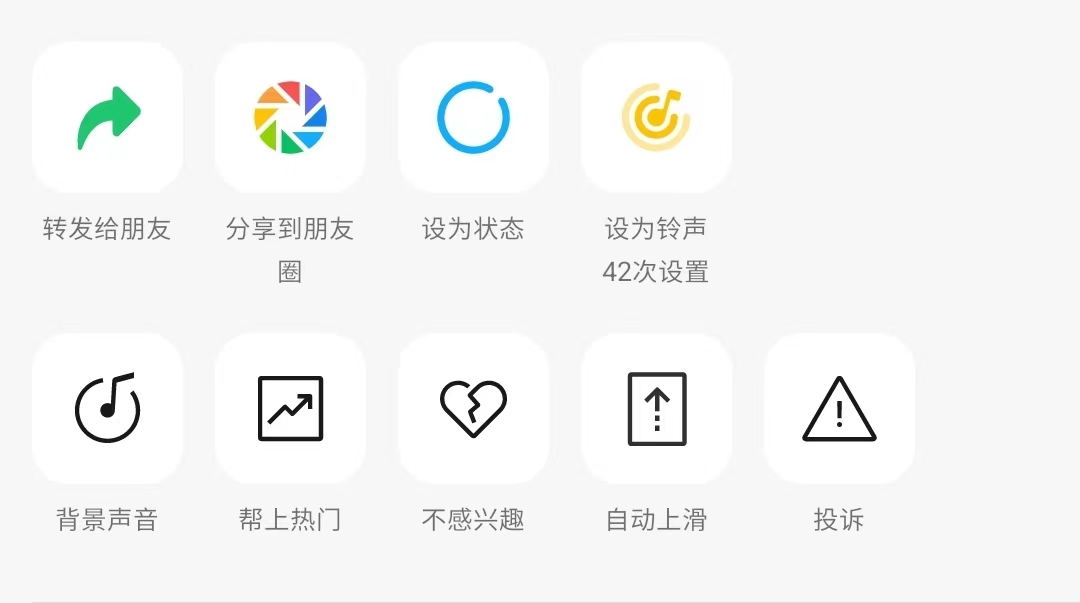 转发给朋友
分享到朋友
圈
设为状态
设为铃声
42次设置
背景声音
帮上热门
不感兴趣
自动上滑
投诉